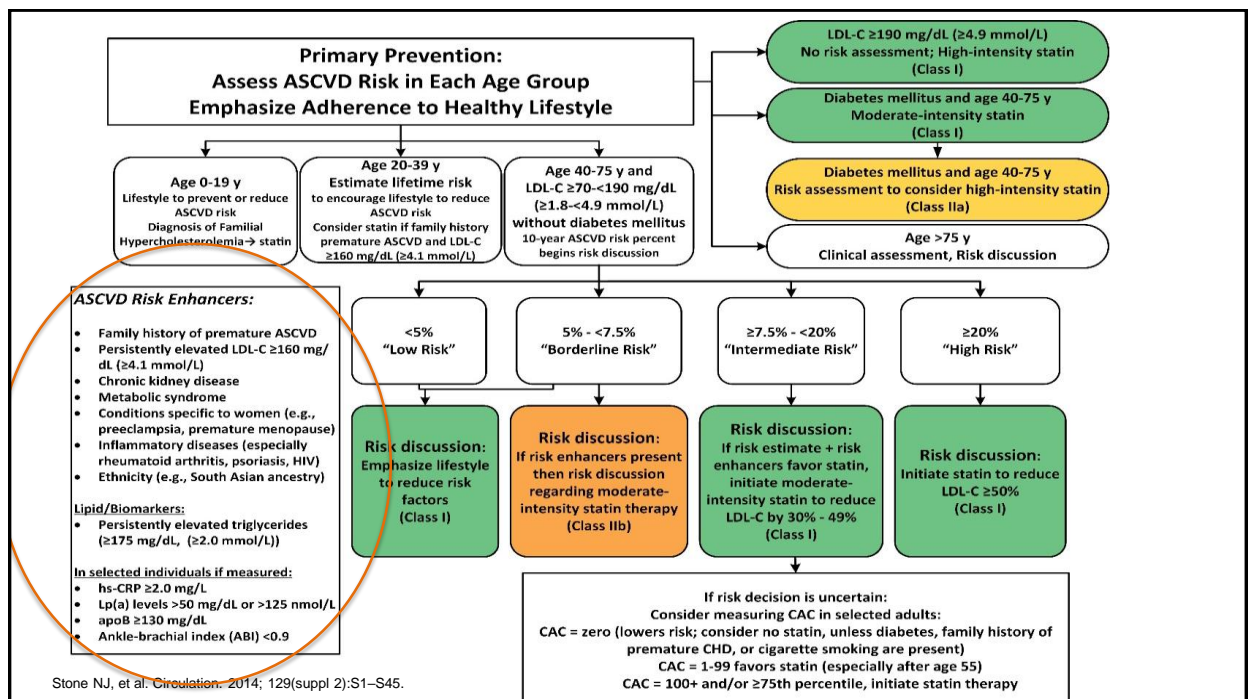 Primary Prevention:
Assess ASCVD Risk in Each Age Group
Emphasize Adherence to Healthy Lifestyle
LDL-C ≥190 mg/dL (≥4.9 mmol/L)
No risk assessment; High-intensity statin
(Class I)
Diabetes mellitus and age 40-75 y
Moderate-intensity statin
(Class I)
Diabetes mellitus and age 40-75 y
Risk assessment to consider high-intensity statin
(Class IIa)
Age >75 y
Clinical assessment, Risk discussion
Age 0-19 y
Lifestyle to prevent or reduce
ASCVD risk
Diagnosis of Familial
Hypercholesterolemia→ statin
Age 20-39 y
Estimate lifetime risk
to encourage lifestyle to reduce
ASCVD risk
Consider statin if family history
premature ASCVD and LDL-C
≥160 mg/dL (≥4.1 mmol/L)
Age 40-75 y and
LDL-C ≥70-<190 mg/dL
(≥1.8-<4.9 mmol/L)
without diabetes mellitus
10-year ASCVD risk percent
begins risk discussion
ASCVD Risk Enhancers:
• Family history of premature ASCVD
• Persistently elevated LDL-C ≥160 mg/
dL (≥4.1 mmol/L)
• Chronic kidney disease
• Metabolic syndrome
• Conditions specific to women (e.g.,
preeclampsia, premature menopause)
• Inflammatory diseases (especially
rheumatoid arthritis, psoriasis, HIV)
• Ethnicity (e.g., South Asian ancestry)
Lipid/Biomarkers:
• Persistently elevated triglycerides
(≥175 mg/dL, (≥2.0 mmol/L))
In selected individuals if measured:
• hs-CRP ≥2.0 mg/L
• Lp(a) levels >50 mg/dL or >125 nmol/L
• apoB ≥130 mg/dL
• Ankle-brachial index (ABI) <0.9
<5%
"Low Risk"
5% - <7.5%
"Borderline Risk"
≥7.5% - <20%
"Intermediate Risk"
≥20%
"High Risk"
Risk discussion:
Emphasize lifestyle
to reduce risk
factors
(Class I)
Risk discussion:
If risk enhancers present
then risk discussion
regarding moderate-
intensity statin therapy
(Class IIb)
Risk discussion:
If risk estimate + risk
enhancers favor statin,
initiate moderate-
intensity statin to reduce
LDL-C by 30% - 49%
(Class I)
Risk discussion:
Initiate statin to reduce
LDL-C ≥50%
(Class I)
If risk decision is uncertain:
Consider measuring CAC in selected adults:
CAC = zero (lowers risk; consider no statin, unless diabetes, family history of
premature CHD, or cigarette smoking are present)
CAC = 1-99 favors statin (especially after age 55)
CAC = 100+ and/or ≥75th percentile, initiate statin therapy
Stone NJ, et al. Circulation. 2014; 129(suppl 2):S1–S45.